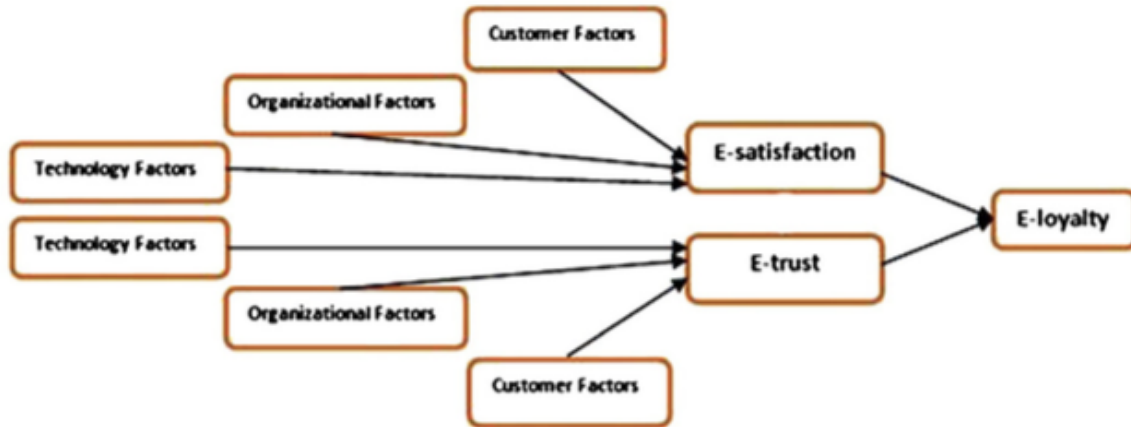 Customer Factors
Organizational Factors
E-satisfaction
Technology Factors
E-loyalty
Technology Factors
E-trust
Organizational Factors
Customer Factors